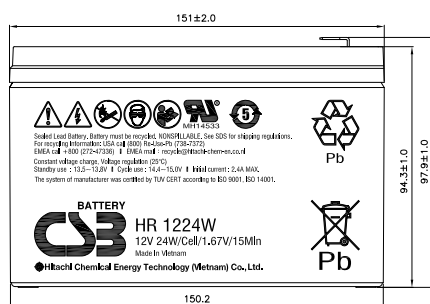 151±2.0
MH14533
5
Sealed Lead Battery. Battery must be recycled. NONSPILLABLE. See SDS for shipping regulations.
For recycling information: USA call (800) Re-Use-Pb (738-7372)
EMEA call +800 (272-47336) EMEA mail : recycle@hitachi-chem-en.co.nl
Constant voltage charge, Voltage regulation (25°C)
Standby use : 13.5-13.8V Cycle use : 14.4-15.0V Initial current : 2.4A MAX.
The system of manufacturer was certified by TUV CERT according to ISO 9001, ISO 14001.
Pb
BATTERY
CSB
HR 1224W
12V 24W/Cell/1.67V/15Min
Made in Vietnam
Hitachi Chemical Energy Technology (Vietnam) Co., Ltd.
Pb
94.3±1.0
97.9±1.0
150.2